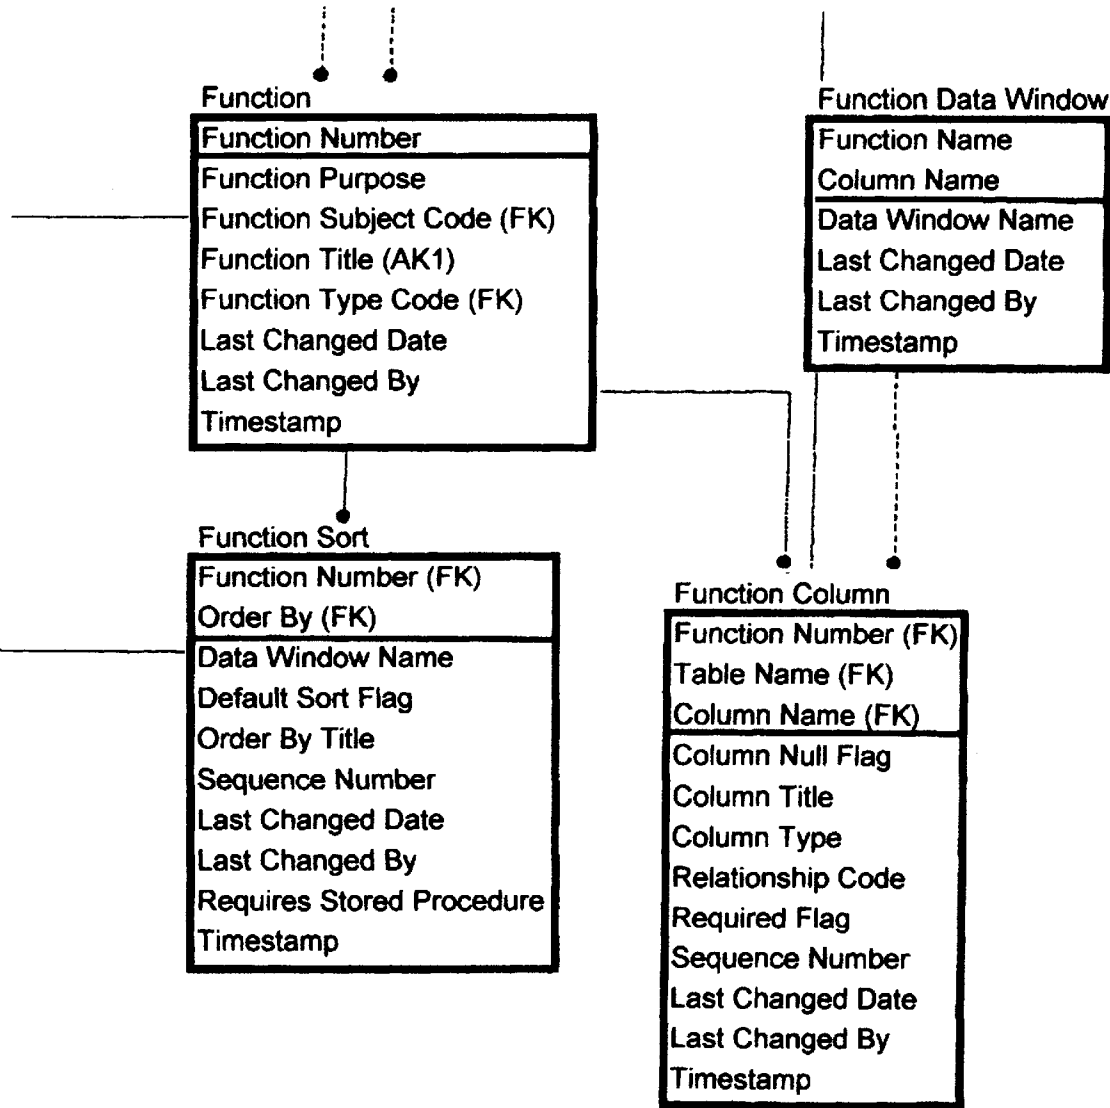 Function
Function Number
Function Purpose
Function Subject Code (FK)
Function Title (AK1)
Function Type Code (FK)
Last Changed Date
Last Changed By
Timestamp
Function Data Window
Function Name
Column Name
Data Window Name
Last Changed Date
Last Changed By
Timestamp
Function Sort
Function Number (FK)
Order By (FK)
Data Window Name
Default Sort Flag
Order By Title
Sequence Number
Last Changed Date
Last Changed By
Requires Stored Procedure
Timestamp
Function Column
Function Number (FK)
Table Name (FK)
Column Name (FK)
Column Null Flag
Column Title
Column Type
Relationship Code
Required Flag
Sequence Number
Last Changed Date
Last Changed By
Timestamp